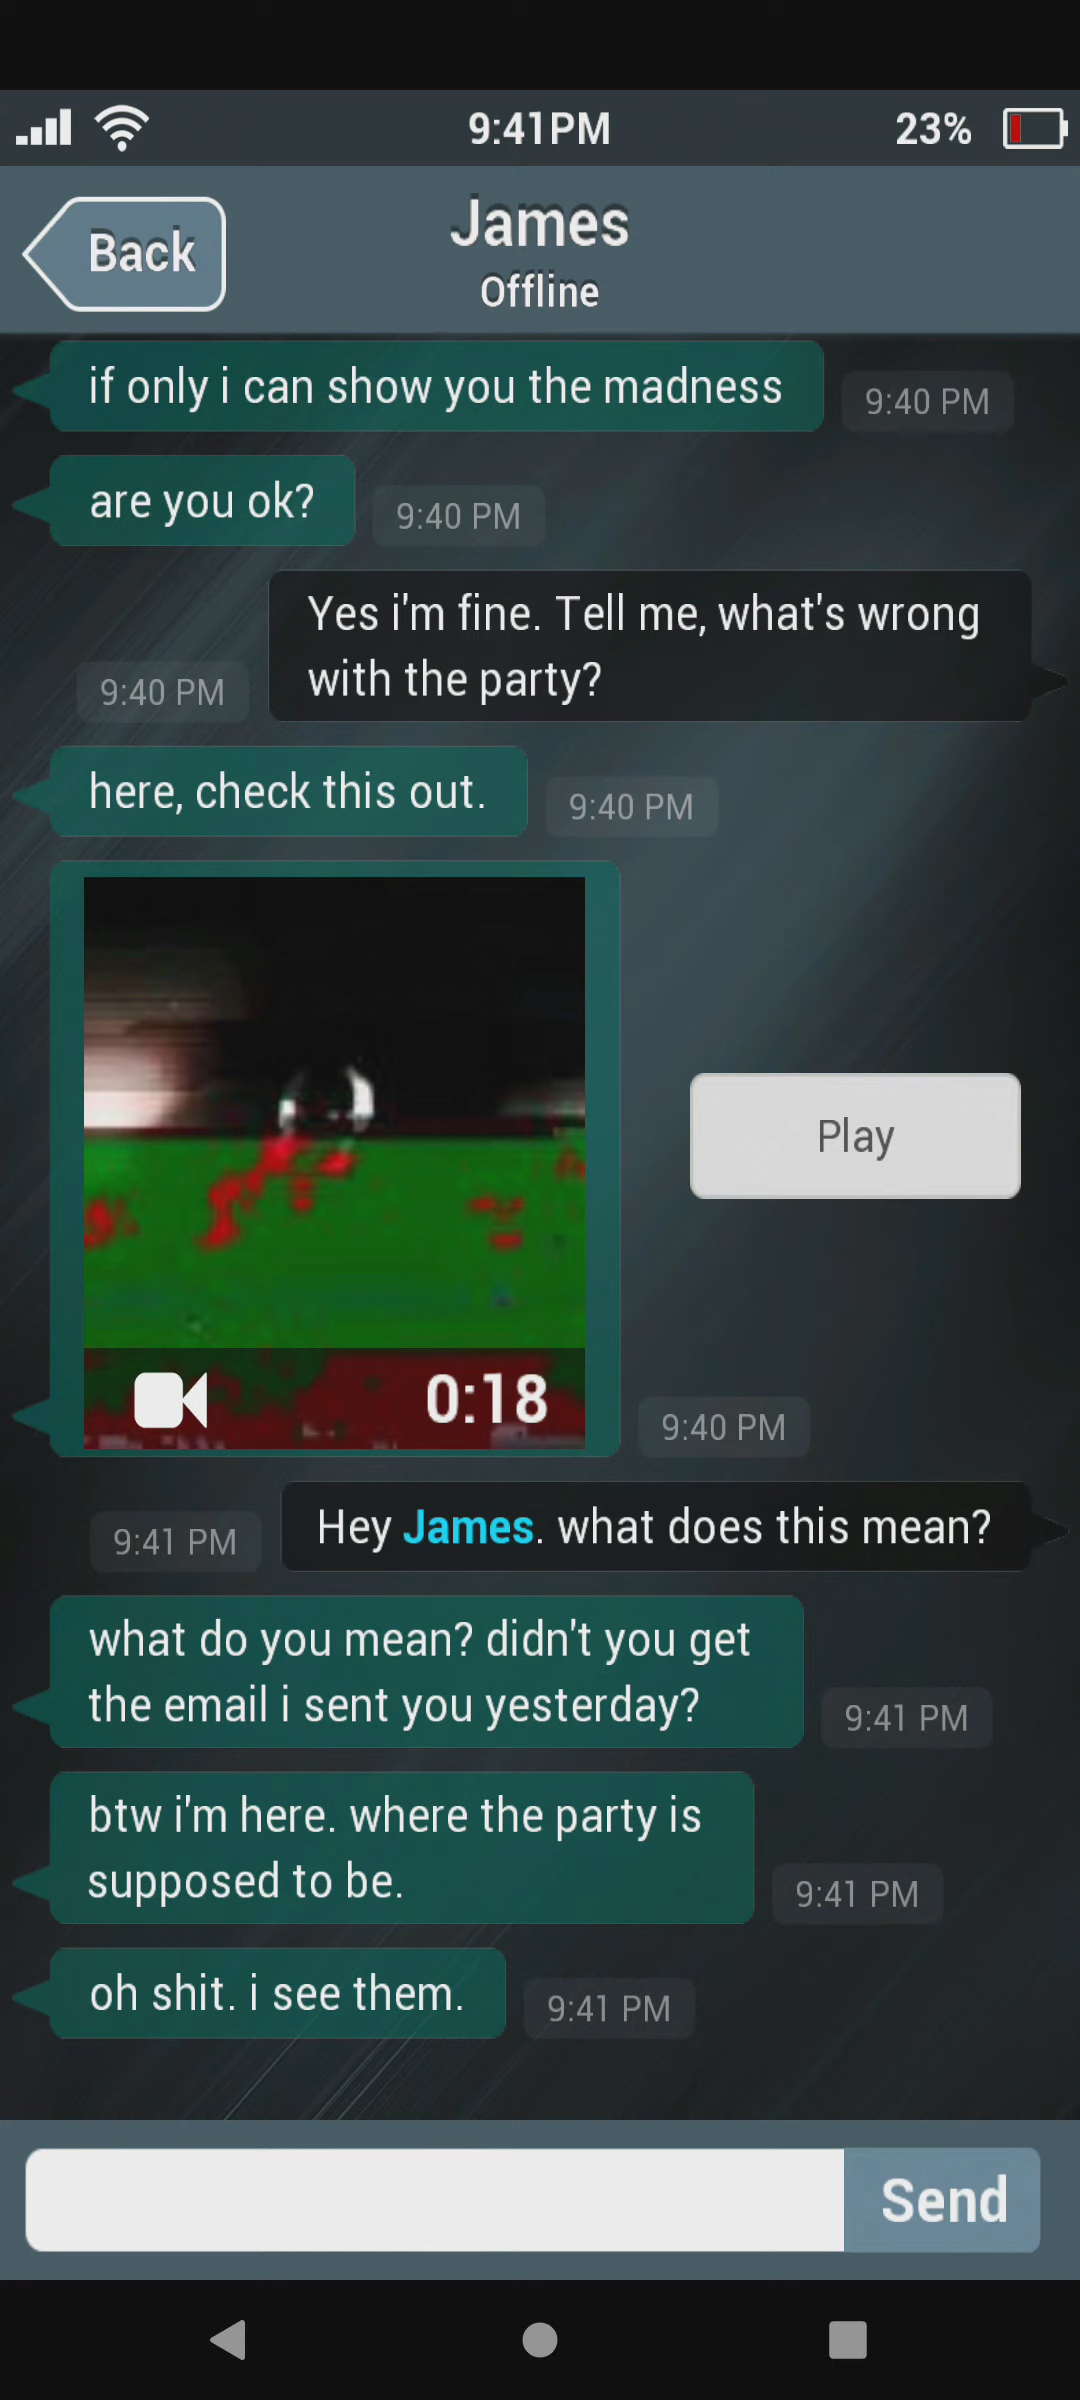 9:41PM 23%
Back
James
Offline
if only i can show you the madness
9:40 PM
are you ok?
9:40 PM
Yes i'm fine. Tell me, what's wrong
with the party?
9:40 PM
here, check this out.
9:40 PM
Play
0:18
9:40 PM
Hey James. what does this mean?
9:41 PM
what do you mean? didn't you get
the email i sent you yesterday?
9:41 PM
btw i'm here. where the party is
supposed to be.
9:41 PM
oh shit. i see them.
9:41 PM
Send